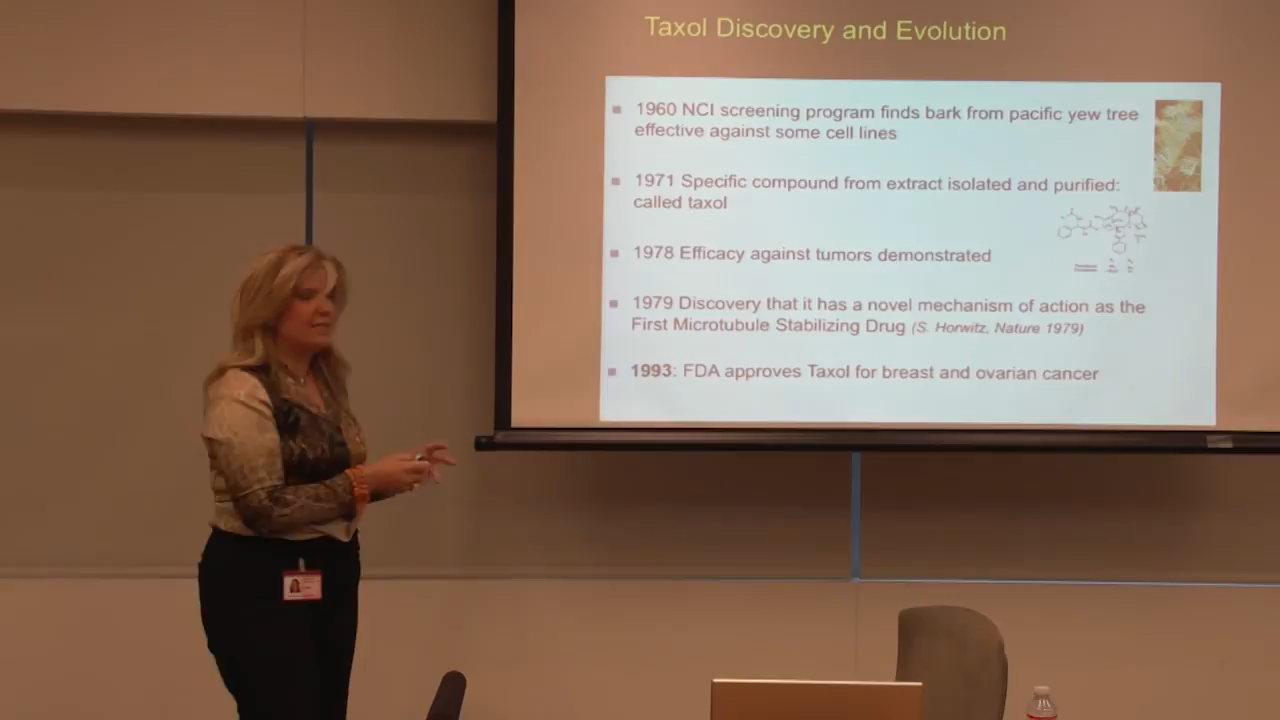 Taxol Discovery and Evolution
1960 NCI screening program finds bark from pacific yew tree
effective against some cell lines
1971 Specific compound from extract isolated and purified:
called taxol
1978 Efficacy against tumors demonstrated
1979 Discovery that it has a novel mechanism of action as the
First Microtubule Stabilizing Drug (S. Horwitz, Nature 1979)
1993: FDA approves Taxol for breast and ovarian cancer